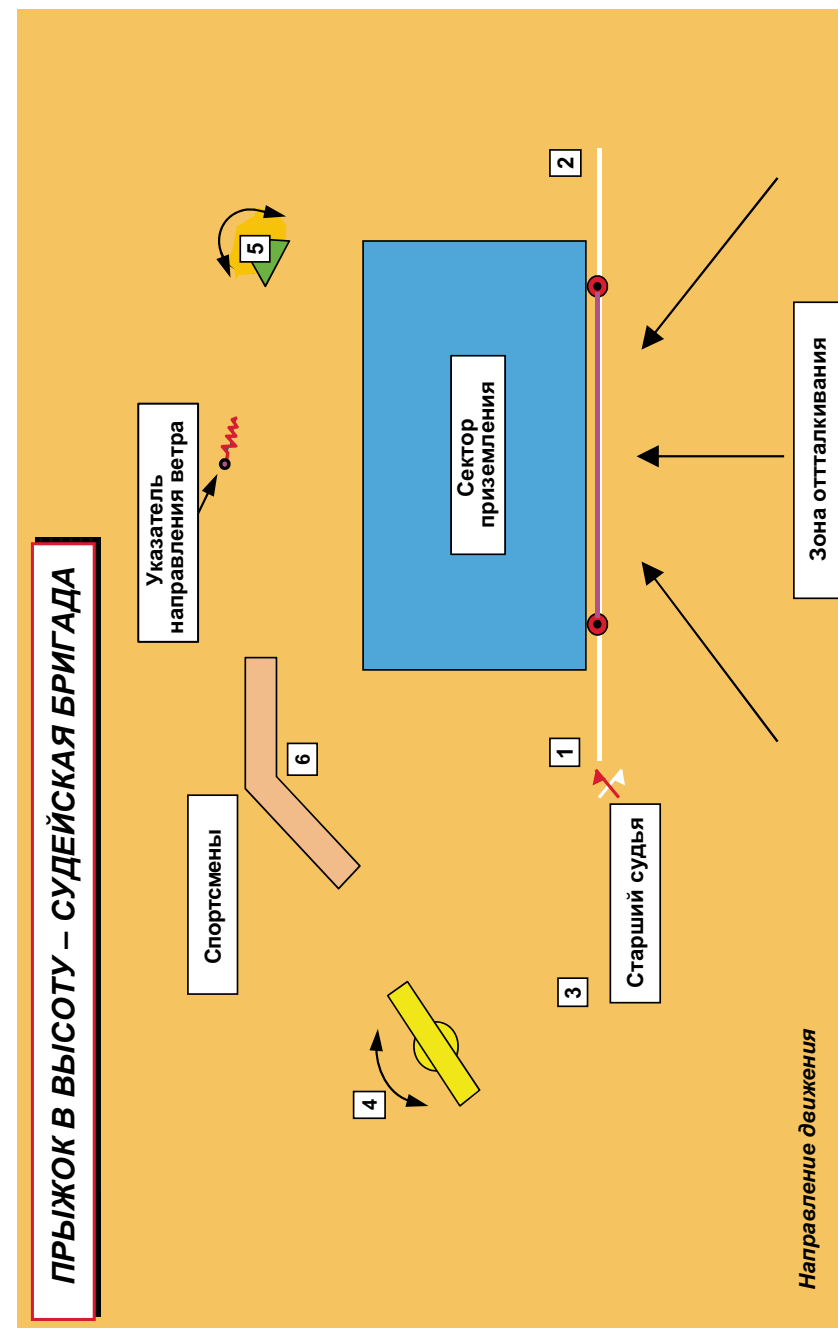 ПРЫЖОК В ВЫСОТУ – СУДЕЙСКАЯ БРИГАДА
Указатель
направления ветра
5
Спортсмены
6
Сектор
приземления
4
3
1
2
Старший судья
Зона оттталкивания
Направление движения